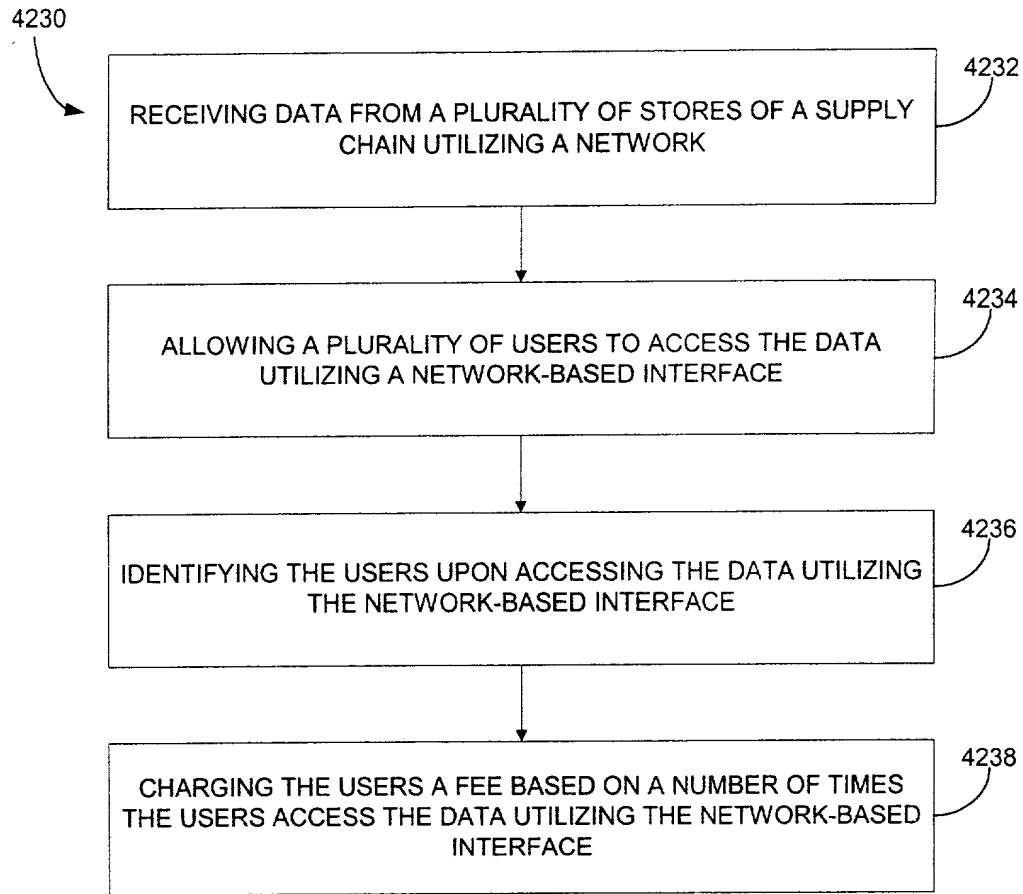 4230
4232
RECEIVING DATA FROM A PLURALITY OF STORES OF A SUPPLY
CHAIN UTILIZING A NETWORK
4234
ALLOWING A PLURALITY OF USERS TO ACCESS THE DATA
UTILIZING A NETWORK-BASED INTERFACE
4236
IDENTIFYING THE USERS UPON ACCESSING THE DATA UTILIZING
THE NETWORK-BASED INTERFACE
4238
CHARGING THE USERS A FEE BASED ON A NUMBER OF TIMES
THE USERS ACCESS THE DATA UTILIZING THE NETWORK-BASED
INTERFACE